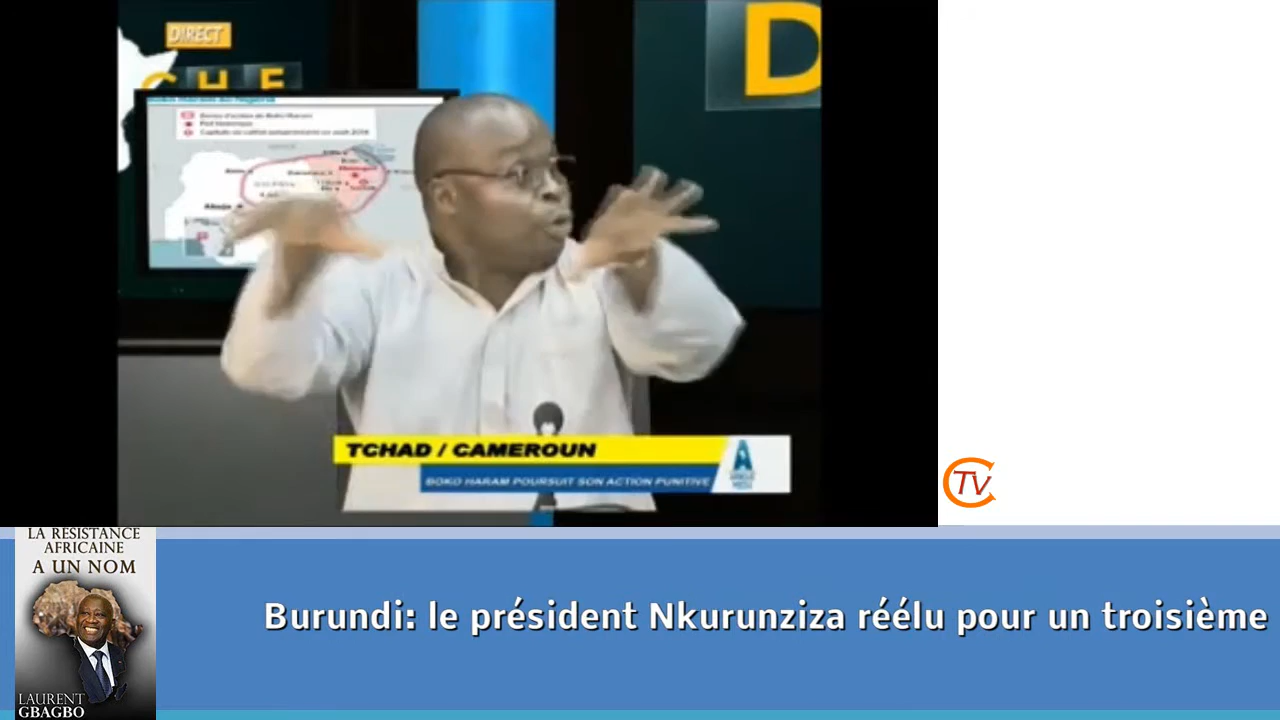 DIRECT
CHE
D
TCHAD / CAMEROUN
BOKO HARAM POURSUIT SON ACTION PUNITIVE
TV
LA RESISTANCE
AFRICAINE
A UN NOM
LAURENT
GBAGBO
Burundi: le président Nkurunziza réélu pour un troisième